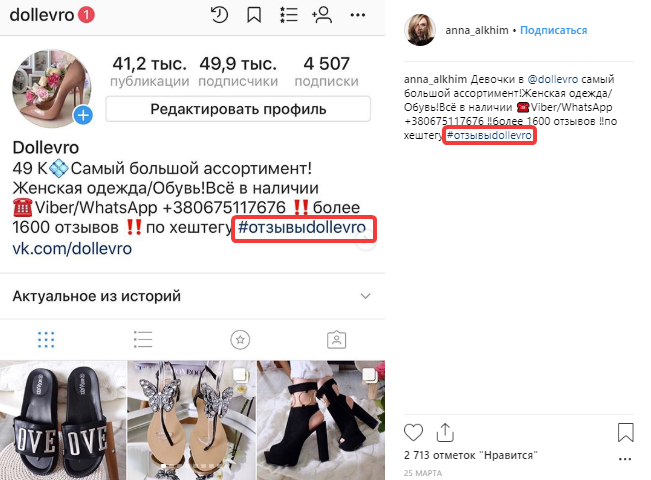 dollevro 1
41,2 тыс. 49,9 тыс. 4 507
публикации подписчики подписки
Редактировать профиль
Dollevro
49 К💠Самый большой ассортимент!
Женская одежда/Обувь!Всё в наличии
☎️Viber/WhatsApp +380675117676 ‼️более
1600 отзывов ‼️по хештегу #отзывыdollevro
vk.com/dollevro
Актуальное из историй
LOVE LOVE
anna_alkhim • Подписаться
anna_alkhim Девочки в @dollevro самый
большой ассортимент!Женская одежда/
Обувь!Всё в наличии ☎️Viber/WhatsApp
+380675117676 ‼️более 1600 отзывов ‼️по
хештегу #отзывыdollevro
2 713 отметок "Нравится"
25 МАРТА